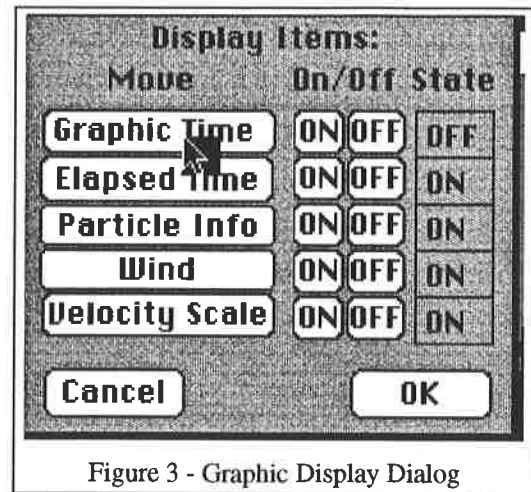 Display Items:
Move On/Off State
Graphic Time ON OFF OFF
Elapsed Time ON OFF ON
Particle Info ON OFF ON
Wind ON OFF ON
Velocity Scale ON OFF ON
Cancel OK
Figure 3 - Graphic Display Dialog